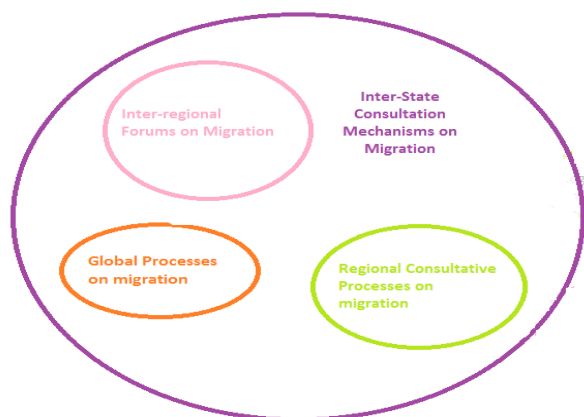 Inter-regional
Forums on Migration
Inter-State
Consultation
Mechanisms on
Migration
Global Processes
on migration
Regional Consultative
Processes on
migration